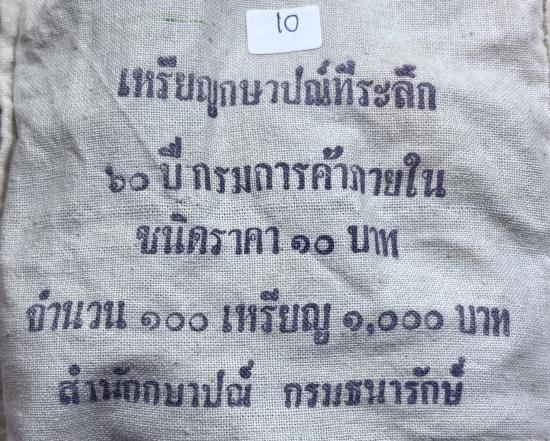 10
เหรียญกษาปณ์ที่ระลึก
๖๐ ปี กรมการค้าภายใน
ชนิดราคา ๑๐ บาท
จำนวน ๑๐๐ เหรียญ ๑,๐๐๐ บาท
สำนักกษาปณ์ กรมธนารักษ์